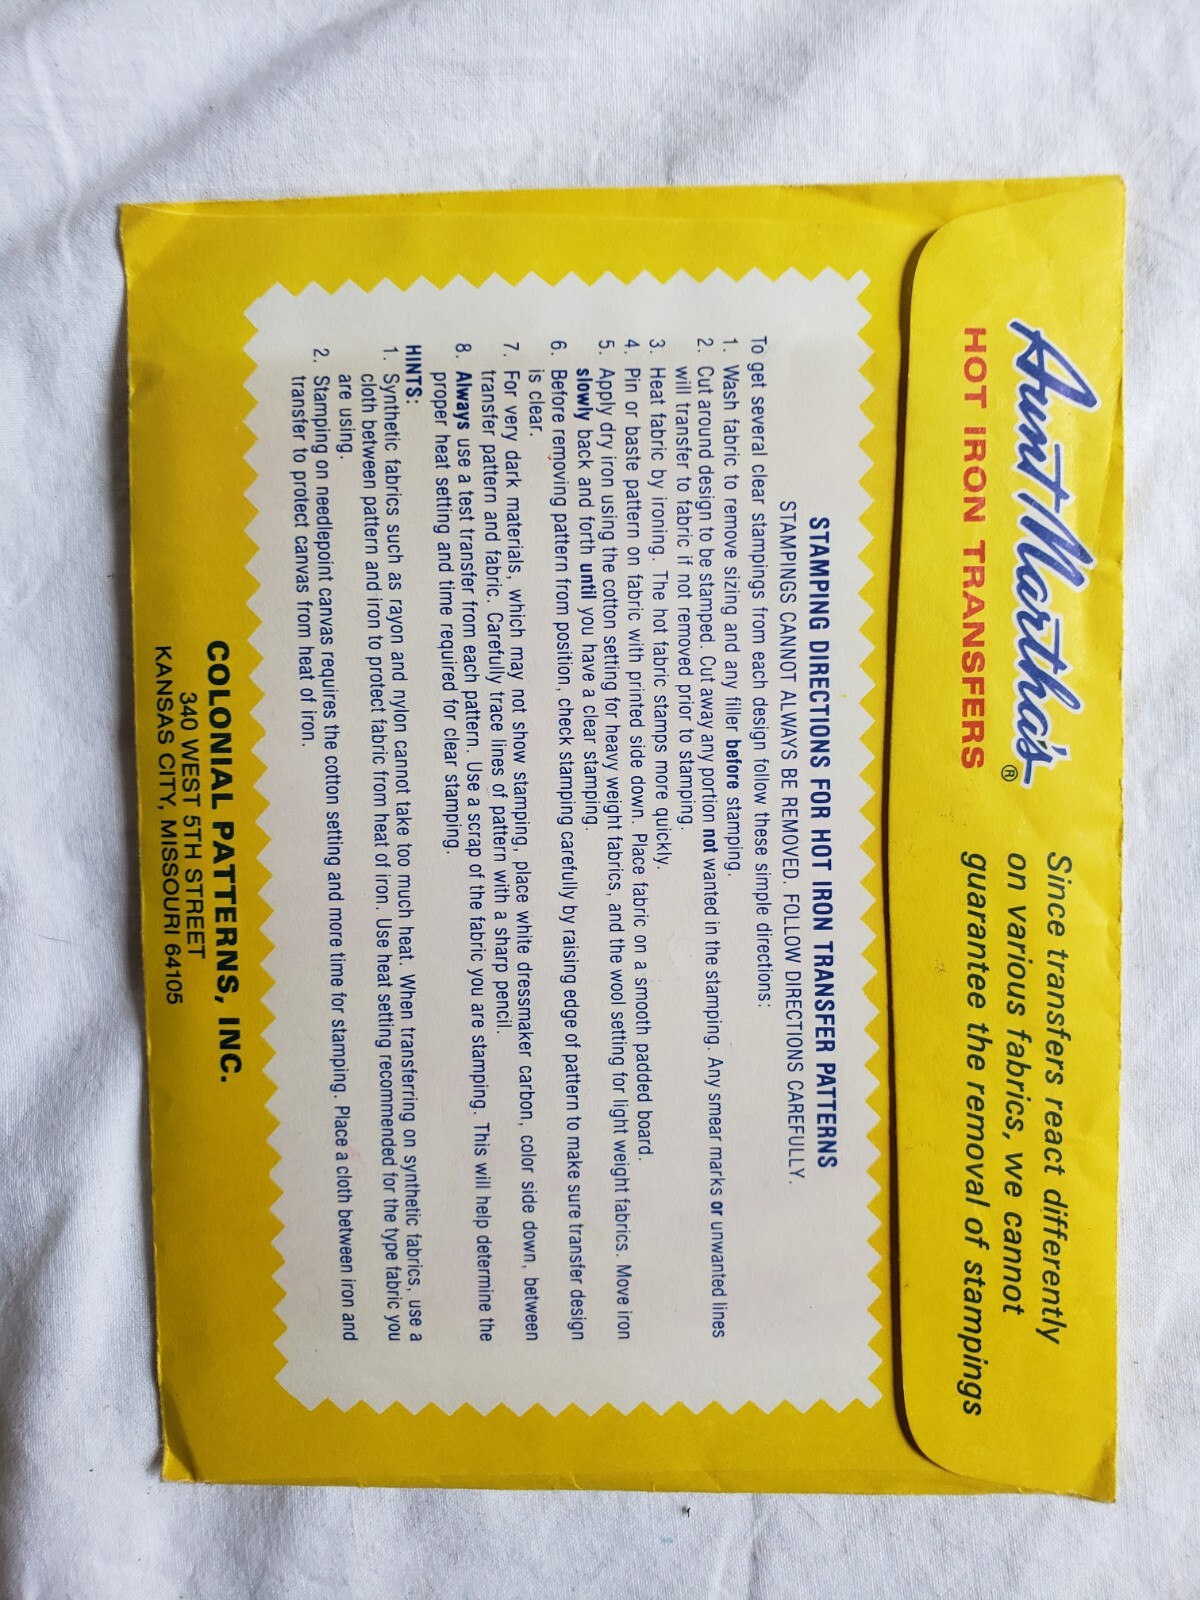 Aunt Martha's®
HOT IRON TRANSFERS
Since transfers react differently
on various fabrics, we cannot
guarantee the removal of stampings
STAMPING DIRECTIONS FOR HOT IRON TRANSFER PATTERNS
STAMPINGS CANNOT ALWAYS BE REMOVED. FOLLOW DIRECTIONS CAREFULLY.
To get several clear stampings from each design follow these simple directions:
1. Wash fabric to remove sizing and any filler before stamping.
2. Cut around design to be stamped. Cut away any portion not wanted in the stamping. Any smear marks or unwanted lines
will transfer to fabric if not removed prior to stamping.
3. Heat fabric by ironing. The hot fabric stamps more quickly.
4. Pin or baste pattern on fabric with printed side down. Place fabric on a smooth padded board.
5. Apply dry iron using the cotton setting for heavy weight fabrics, and the wool setting for light weight fabrics. Move iron
slowly back and forth until you have a clear stamping.
6. Before removing pattern from position, check stamping carefully by raising edge of pattern to make sure transfer design
is clear.
7. For very dark materials, which may not show stamping, place white dressmaker carbon, color side down, between
transfer pattern and fabric. Carefully trace lines of pattern with a sharp pencil.
8. Always use a test transfer from each pattern. Use a scrap of the fabric you are stamping. This will help determine the
proper heat setting and time required for clear stamping.
HINTS:
1. Synthetic fabrics such as rayon and nylon cannot take too much heat. When transferring on synthetic fabrics, use a
cloth between pattern and iron to protect fabric from heat of iron. Use heat setting recommended for the type fabric you
are using.
2. Stamping on needlepoint canvas requires the cotton setting and more time for stamping. Place a cloth between iron and
transfer to protect canvas from heat of iron.
COLONIAL PATTERNS, INC.
340 WEST 5TH STREET
KANSAS CITY, MISSOURI 64105